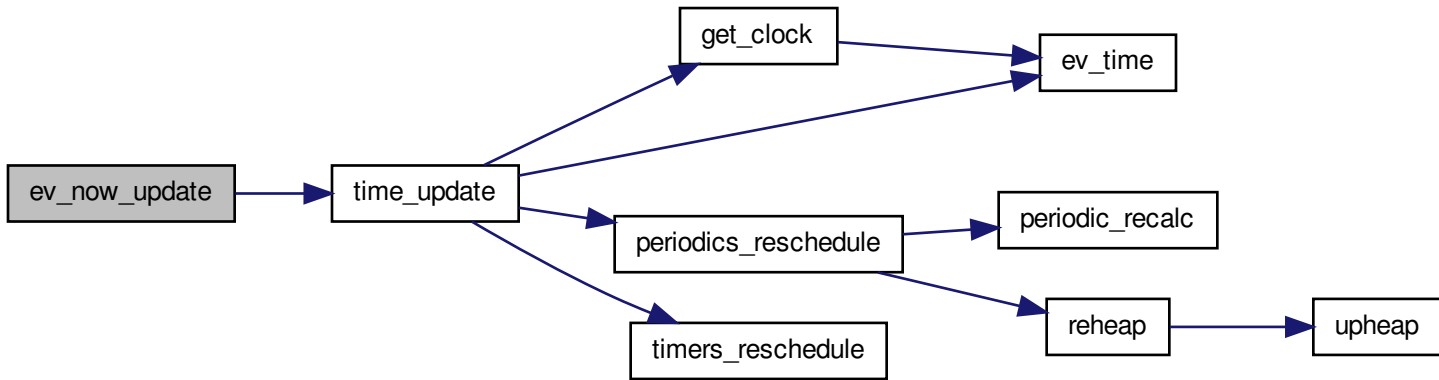 get_clock
ev_time
ev_now_update
time_update
periodics_reschedule
periodic_recalc
timers_reschedule
reheap
upheap